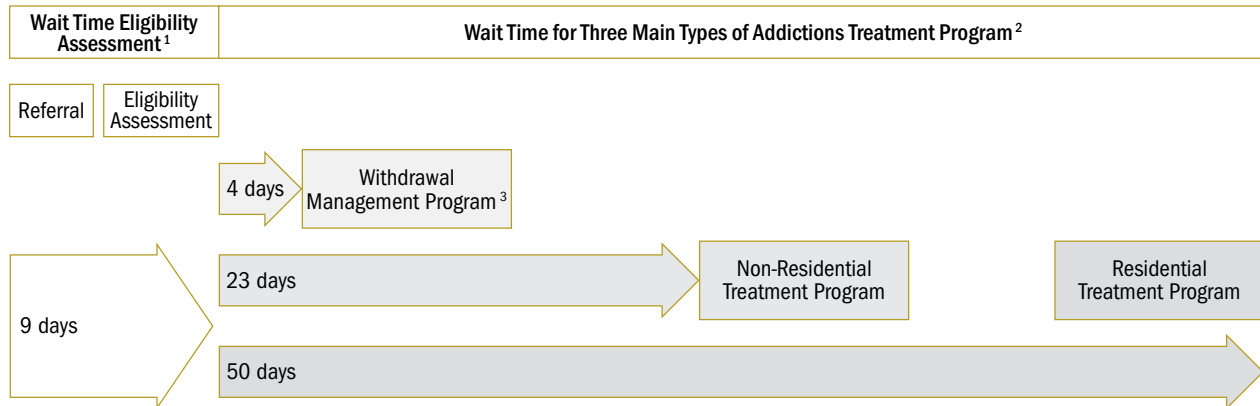 Wait Time Eligibility
Assessment 1
Wait Time for Three Main Types of Addictions Treatment Program 2
Referral
Eligibility
Assessment
4 days
Withdrawal
Management Program 3
23 days
Non-Residential
Treatment Program
Residential
Treatment Program
9 days
50 days